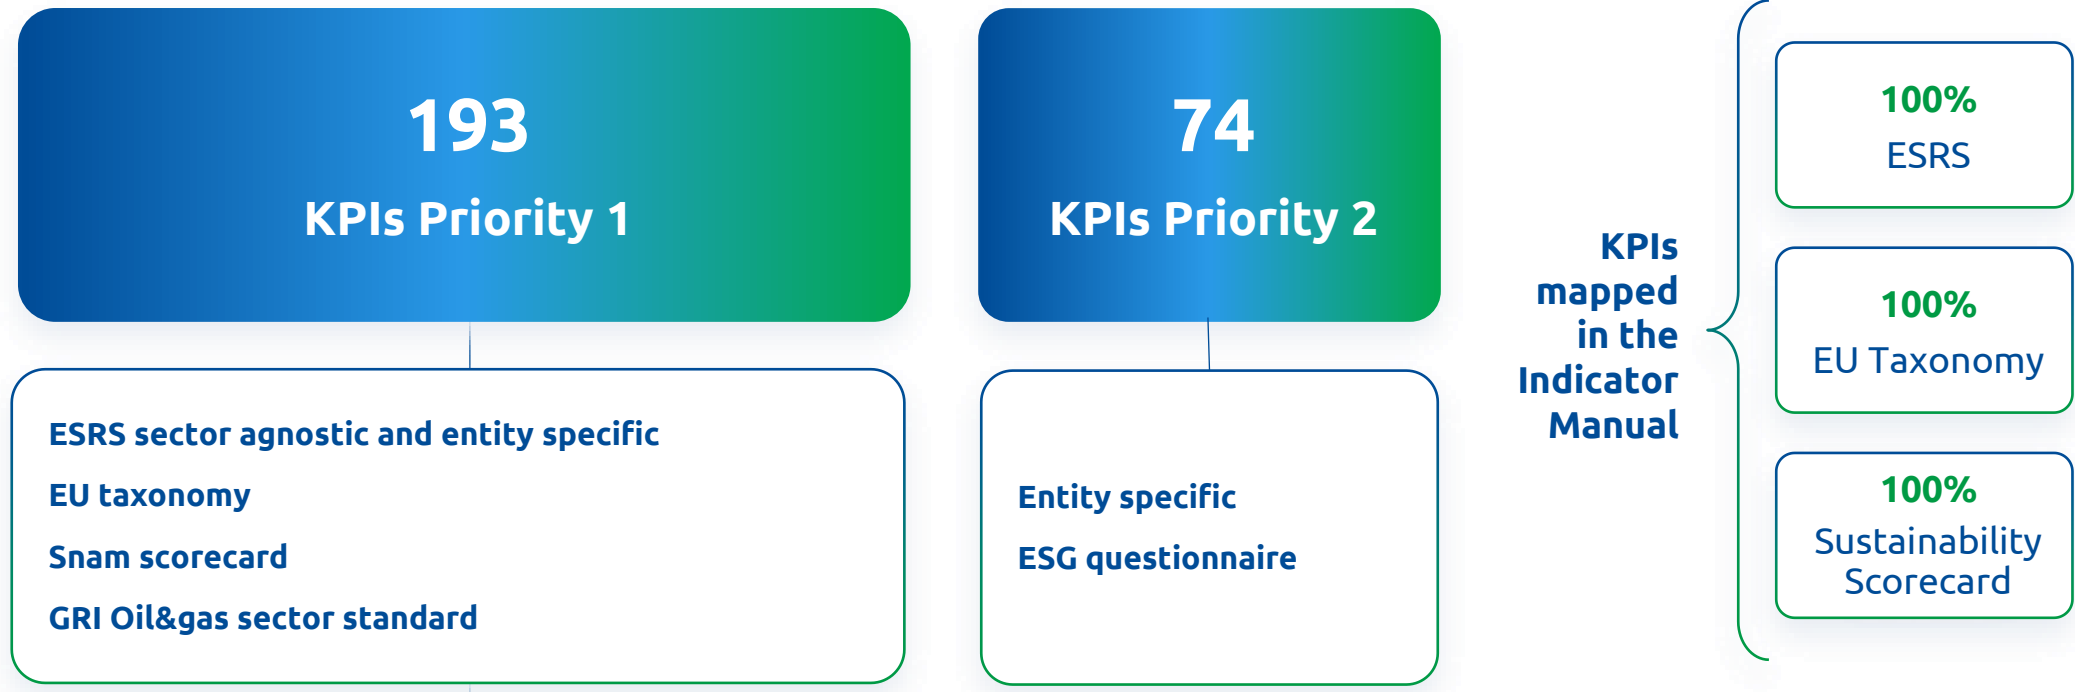 193
KPIs Priority 1
ESRS sector agnostic and entity specific
EU taxonomy
Snam scorecard
GRI Oil&gas sector standard
74
KPIs Priority 2
Entity specific
ESG questionnaire
KPIs
mapped
in the
Indicator
Manual
100%
ESRS
100%
EU Taxonomy
100%
Sustainability
Scorecard